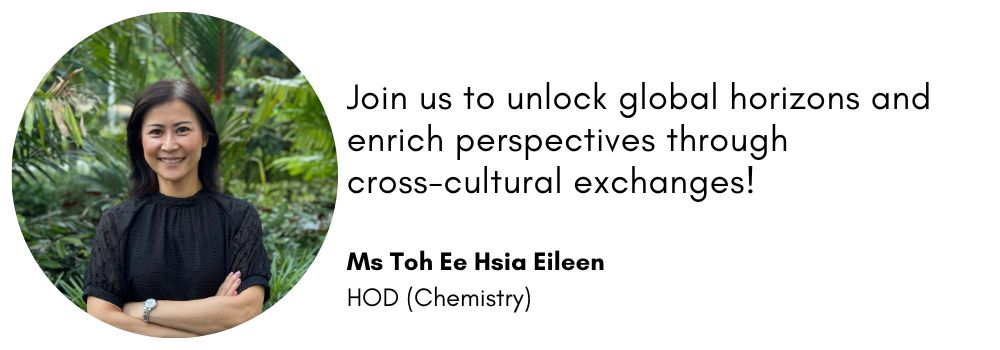 Join us to unlock global horizons and
enrich perspectives through
cross-cultural exchanges!
Ms Toh Ee Hsia Eileen
HOD (Chemistry)